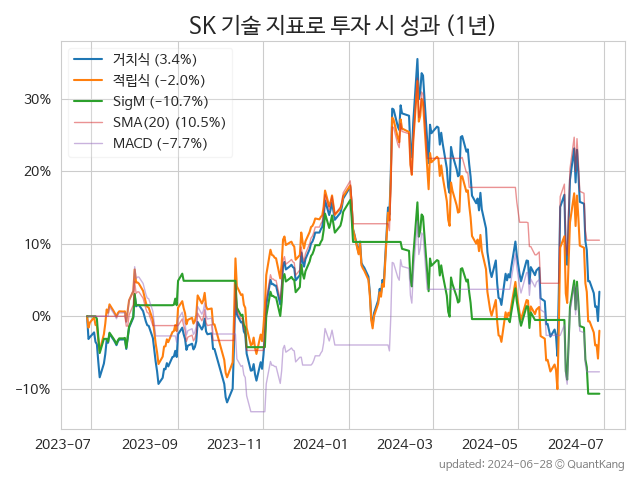 SK 기술 지표로 투자 시 성과 (1년)
거치식 (3.4%)
적립식 (−2.0%)
SigM (−10.7%)
SMA(20) (10.5%)
MACD (−7.7%)
30%
20%
10%
0%
−10%
2023-07 2023-09 2023-11 2024-01 2024-03 2024-05 2024-07
updated: 2024-06-28 © QuantKang